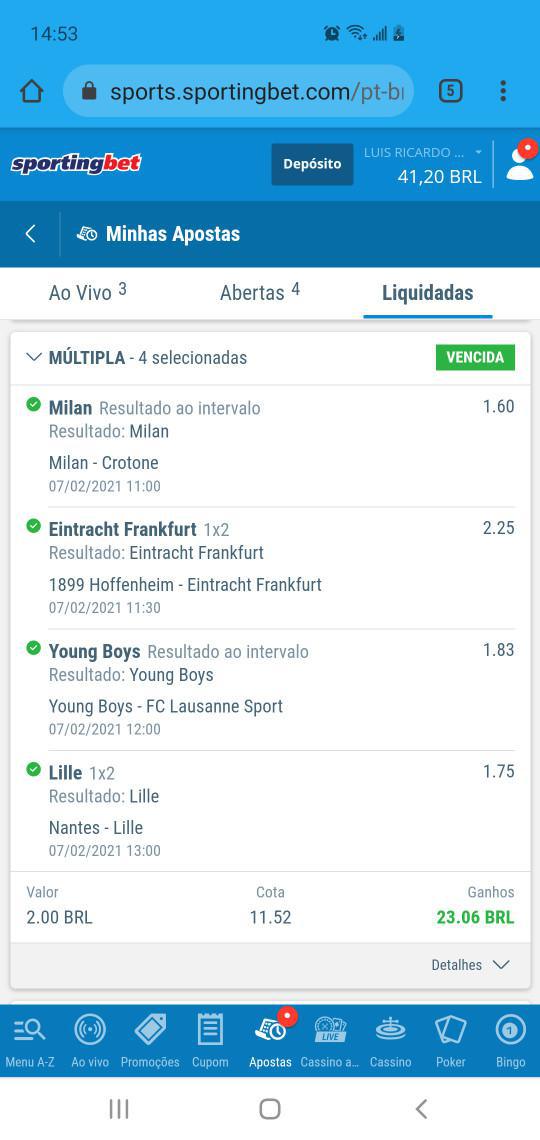 14:53
sports.sportingbet.com/pt-br
5
sportingbet
Depósito
LUIS RICARDO ...
41,20 BRL
Minhas Apostas
Ao Vivo 3
Abertas 4
Liquidadas
MÚLTIPLA - 4 selecionadas
VENCIDA
Milan Resultado ao intervalo 1.60
Resultado: Milan
Milan - Crotone
07/02/2021 11:00
Eintracht Frankfurt 1x2 2.25
Resultado: Eintracht Frankfurt
1899 Hoffenheim - Eintracht Frankfurt
07/02/2021 11:30
Young Boys Resultado ao intervalo 1.83
Resultado: Young Boys
Young Boys - FC Lausanne Sport
07/02/2021 12:00
Lille 1x2 1.75
Resultado: Lille
Nantes - Lille
07/02/2021 13:00
Valor Cota Ganhos
2.00 BRL 11.52 23.06 BRL
Detalhes
LIVE
1
Menu A-Z Ao vivo Promoções Cupom Apostas Cassino a... Cassino Poker Bingo